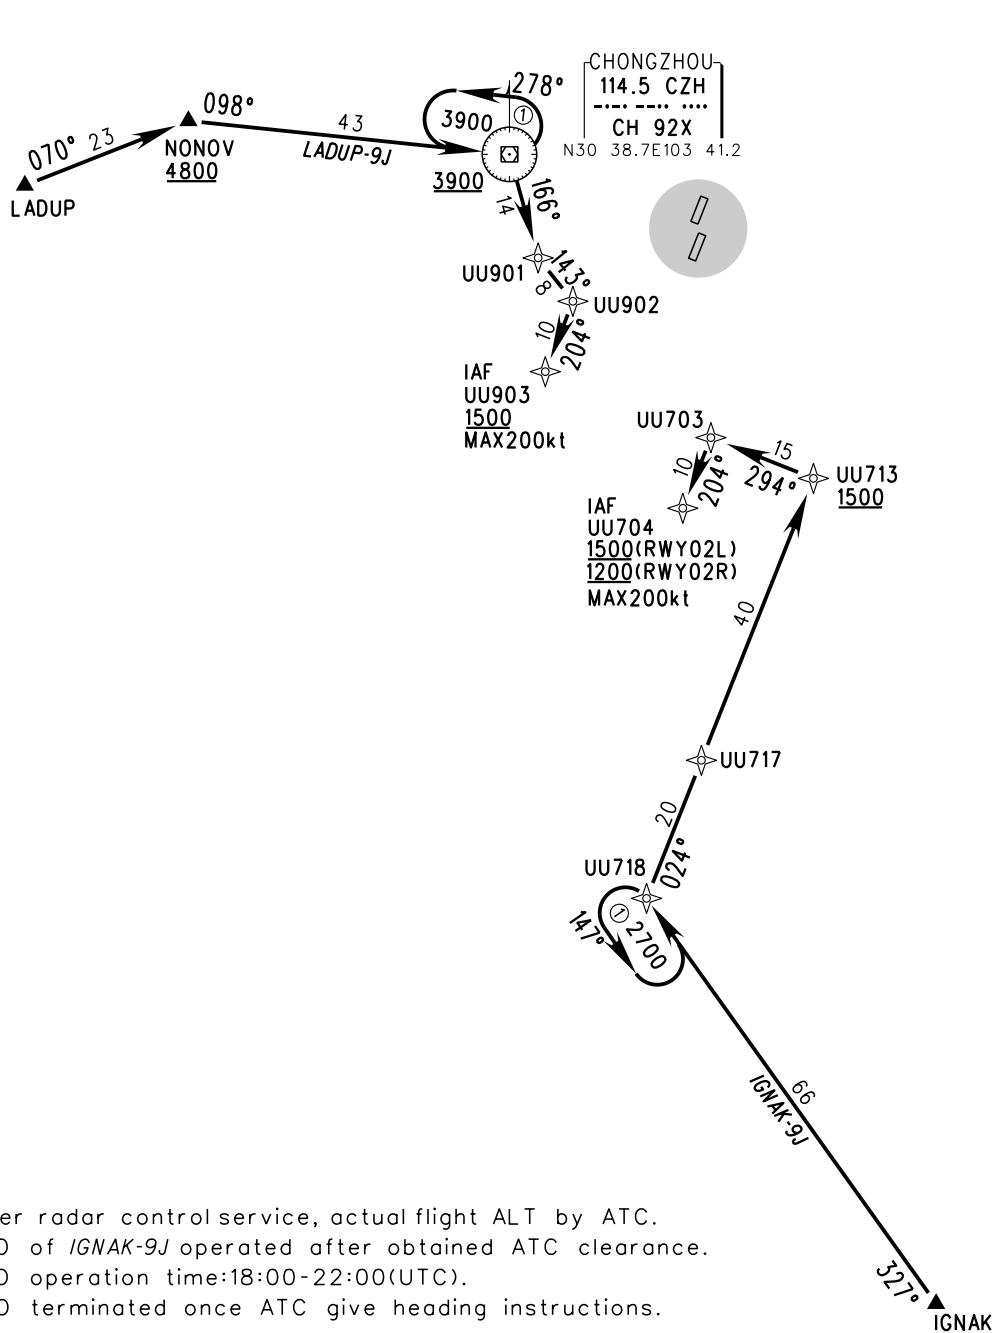 CHONGZHOU
114.5 CZH
CH 92X
N30 38.7E103 41.2
278°
①
3900
098°
43
LADUP-9J
070°
23
NONOV
4800
LADUP
3900
166°
14
UU901
143°
8
UU902
10
204°
IAF
UU903
1500
MAX200kt
UU703
15
294°
UU713
1500
10
204°
IAF
UU704
1500(RWY02L)
1200(RWY02R)
MAX200kt
40
UU717
20
024°
UU718
①
2700
147°
66
IGNAK-9J
327°
IGNAK
er radar control service, actual flight ALT by ATC.
of IGNAK-9J operated after obtained ATC clearance.
operation time:18:00-22:00(UTC).
terminated once ATC give heading instructions.